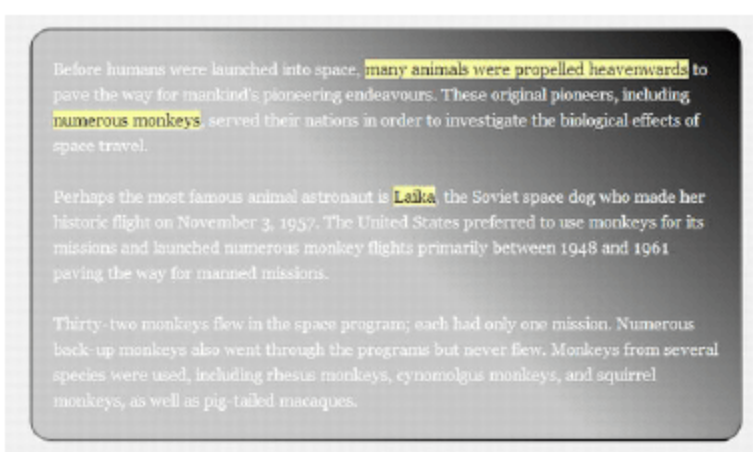 Before humans were launched into space, many animals were propelled heavenwards to
pave the way for mankind's pioneering endeavours. These original pioneers, including
numerous monkeys, served their nations in order to investigate the biological effects of
space travel.
Perhaps the most famous animal astronaut is Laika, the Soviet space dog who made her
historic flight on November 3, 1957. The United States preferred to use monkeys for its
missions and launched numerous monkey flights primarily between 1948 and 1961
paving the way for manned missions.
Thirty-two monkeys flew in the space program; each had only one mission. Numerous
back-up monkeys also went through the programs but never flew. Monkeys from several
species were used, including rhesus monkeys, cynomolgus monkeys, and squirrel
monkeys, as well as pig-tailed macaques.